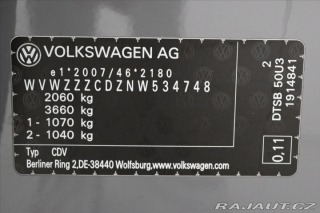 VOLKSWAGEN AG
e1*2007/46*2180
WVWZZZCDZNW534748
2060 kg
3660 kg
1- 1070 kg
2- 1040 kg
Typ CDV
Berliner Ring 2,DE-38440 Wolfsburg,www.volkswagen.com
2
DTSB 50U3
1914841
0,11
RAJAUT.CZ